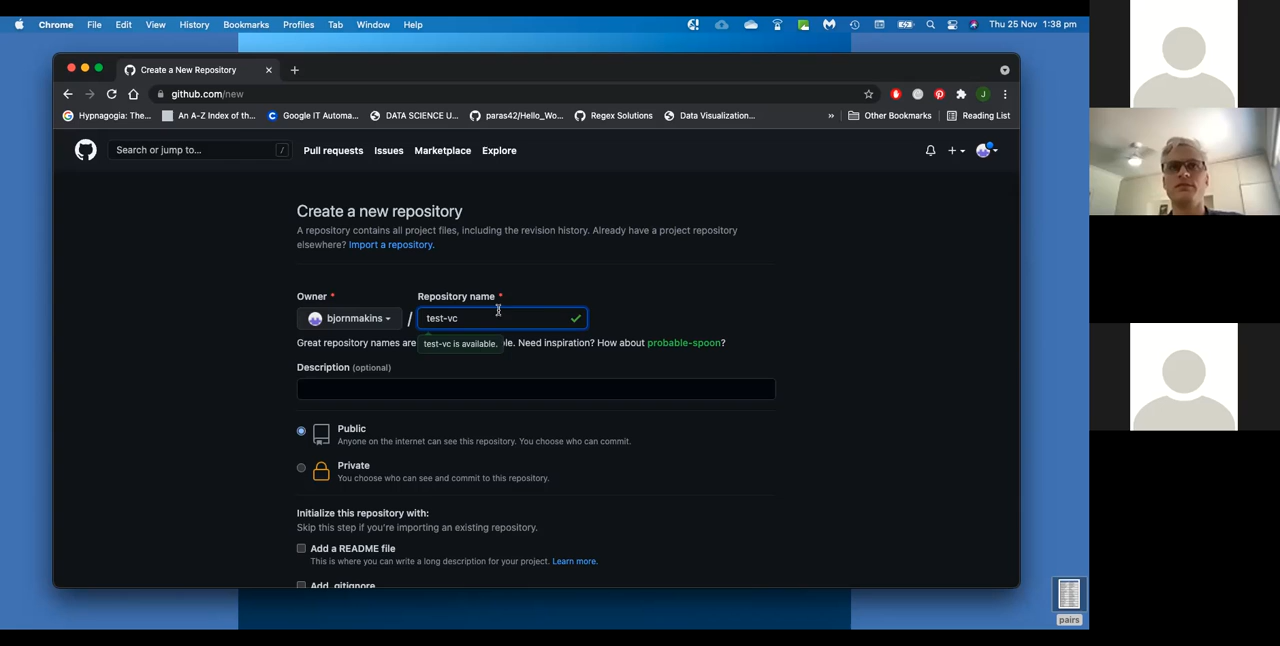 Chrome File Edit View History Bookmarks Profiles Tab Window Help Thu 25 Nov 1:38 pm
Create a New Repository
github.com/new
Hypnagogia: The... An A-Z Index of th... Google IT Automa... DATA SCIENCE U... paras42/Hello_Wo... Regex Solutions Data Visualization... » Other Bookmarks Reading List
Search or jump to... / Pull requests Issues Marketplace Explore
Create a new repository
A repository contains all project files, including the revision history. Already have a project repository
elsewhere? Import a repository.
Owner * Repository name *
bjornmakins / test-vc
Great repository names are le. Need inspiration? How about probable-spoon?
test-vc is available.
Description (optional)
Public
Anyone on the internet can see this repository. You choose who can commit.
Private
You choose who can see and commit to this repository.
Initialize this repository with:
Skip this step if you're importing an existing repository.
Add a README file
This is where you can write a long description for your project. Learn more.
Add .gitignore
pairs